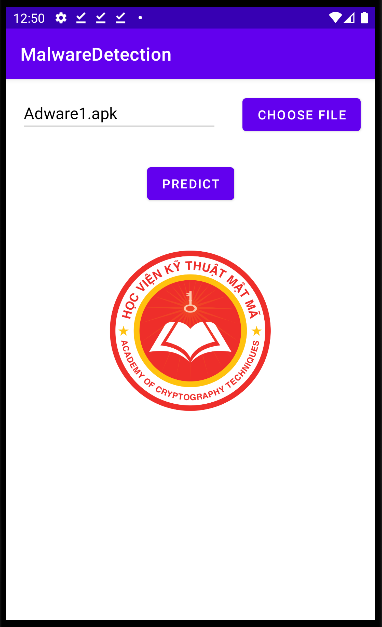 12:50
MalwareDetection
Adware1.apk
CHOOSE FILE
PREDICT
HỌC VIỆN KỸ THUẬT MẬT MÃ
ACADEMY OF CRYPTOGRAPHY TECHNIQUES